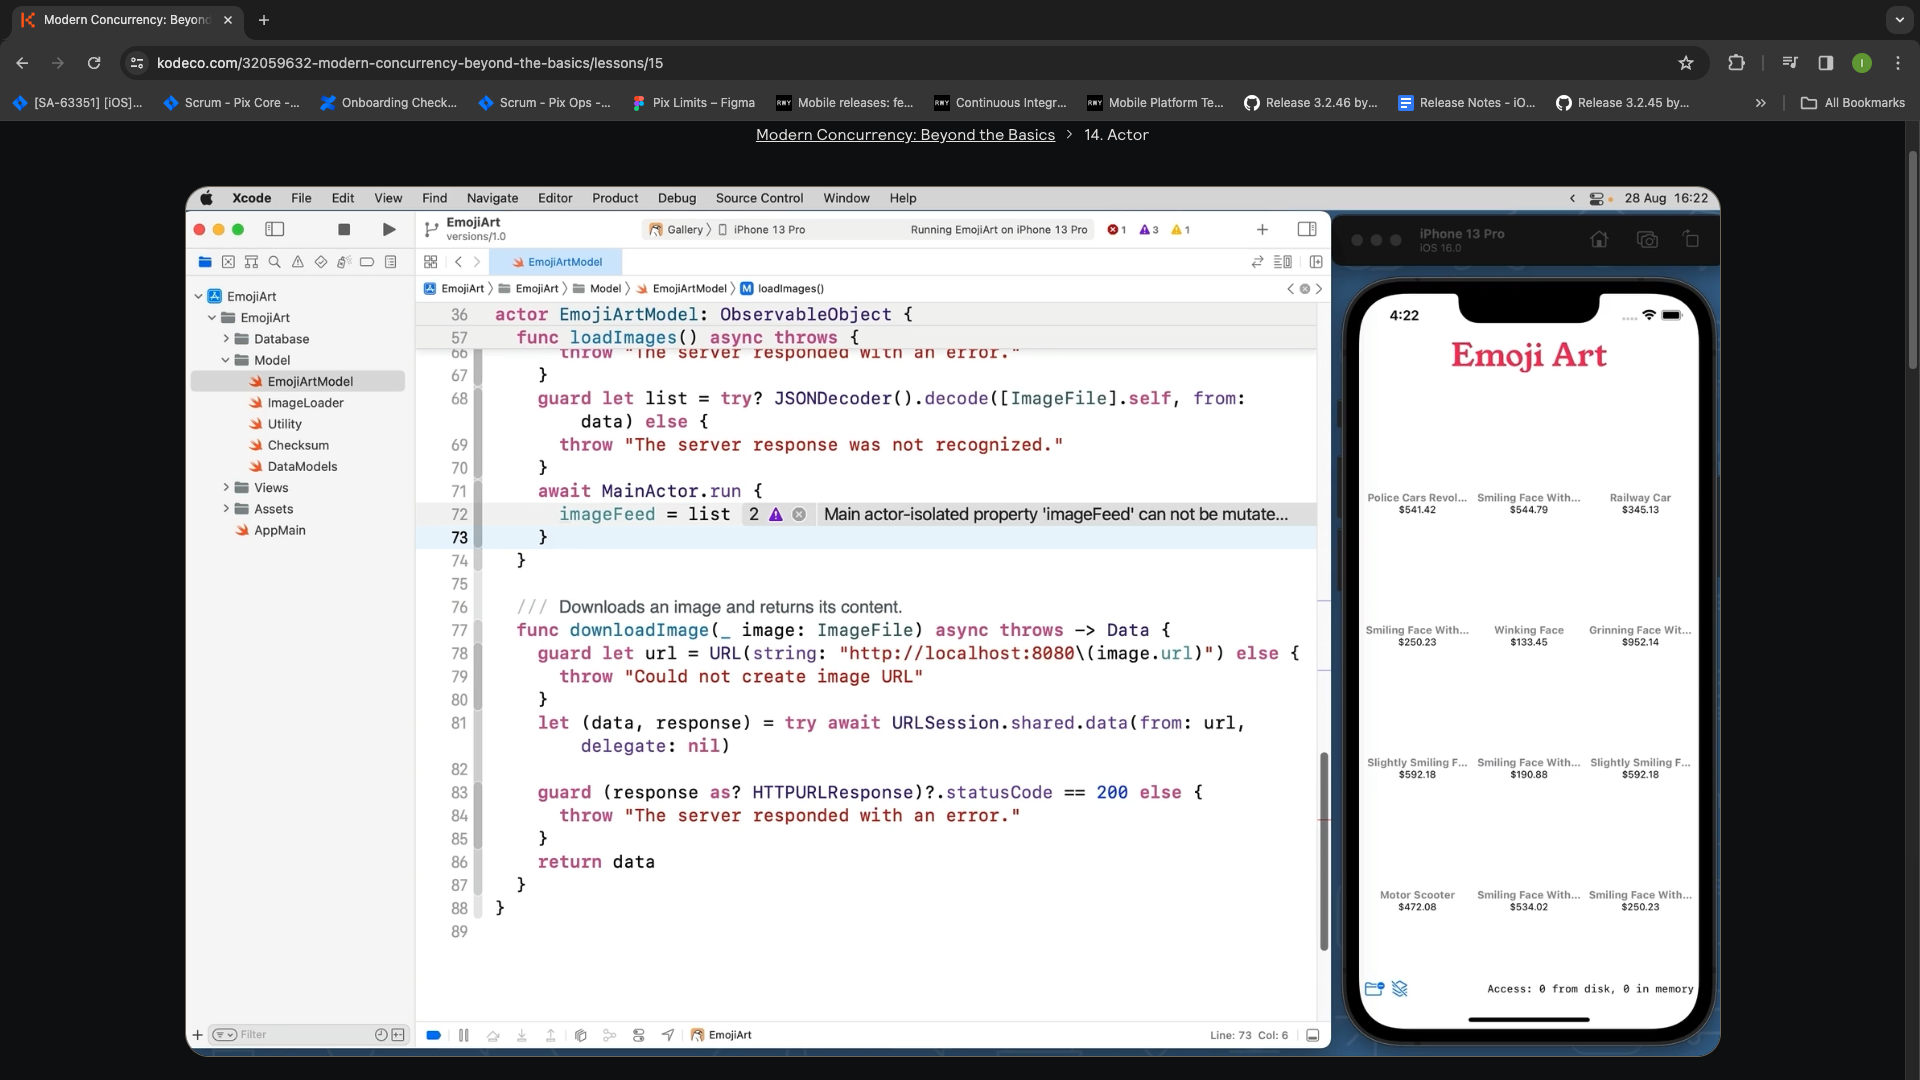 Modern Concurrency: Beyond
kodeco.com/32059632-modern-concurrency-beyond-the-basics/lessons/15
[SA-63351] [iOS]...
Scrum - Pix Core -...
Onboarding Check...
Scrum - Pix Ops -...
Pix Limits – Figma
RWY
Mobile releases: fe...
RWY
Continuous Integr...
RWY
Mobile Platform Te...
Release 3.2.46 by...
Release Notes - iO...
Release 3.2.45 by...
All Bookmarks
Modern Concurrency: Beyond the Basics > 14. Actor
Xcode File Edit View Find Navigate Editor Product Debug Source Control Window Help
28 Aug 16:22
EmojiArt
versions/1.0
Gallery
iPhone 13 Pro
Running EmojiArt on iPhone 13 Pro
1
3
1
EmojiArtModel
EmojiArt
EmojiArt
Model
EmojiArtModel
M loadImages()
EmojiArt
EmojiArt
Database
Model
EmojiArtModel
ImageLoader
Utility
Checksum
DataModels
Views
Assets
AppMain
Filter
36 actor EmojiArtModel: ObservableObject {
57 func loadImages() async throws {
66 throw "The server responded with an error."
67 }
68 guard let list = try? JSONDecoder().decode([ImageFile].self, from:
data) else {
69 throw "The server response was not recognized."
70 }
71 await MainActor.run {
72 imageFeed = list 2 Main actor-isolated property 'imageFeed' can not be mutate...
73 }
74 }
75
76 /// Downloads an image and returns its content.
77 func downloadImage(_ image: ImageFile) async throws -> Data {
78 guard let url = URL(string: "http://localhost:8080\(image.url)") else {
79 throw "Could not create image URL"
80 }
81 let (data, response) = try await URLSession.shared.data(from: url,
delegate: nil)
82
83 guard (response as? HTTPURLResponse)?.statusCode == 200 else {
84 throw "The server responded with an error."
85 }
86 return data
87 }
88 }
89
EmojiArt
Line: 73 Col: 6
iPhone 13 Pro
iOS 16.0
4:22
Emoji Art
Police Cars Revol... Smiling Face With... Railway Car
$541.42 $544.79 $345.13
Smiling Face With... Winking Face Grinning Face Wit...
$250.23 $133.45 $952.14
Slightly Smiling F... Smiling Face With... Slightly Smiling F...
$592.18 $190.88 $592.18
Motor Scooter Smiling Face With... Smiling Face With...
$472.08 $534.02 $250.23
Access: 0 from disk, 0 in memory